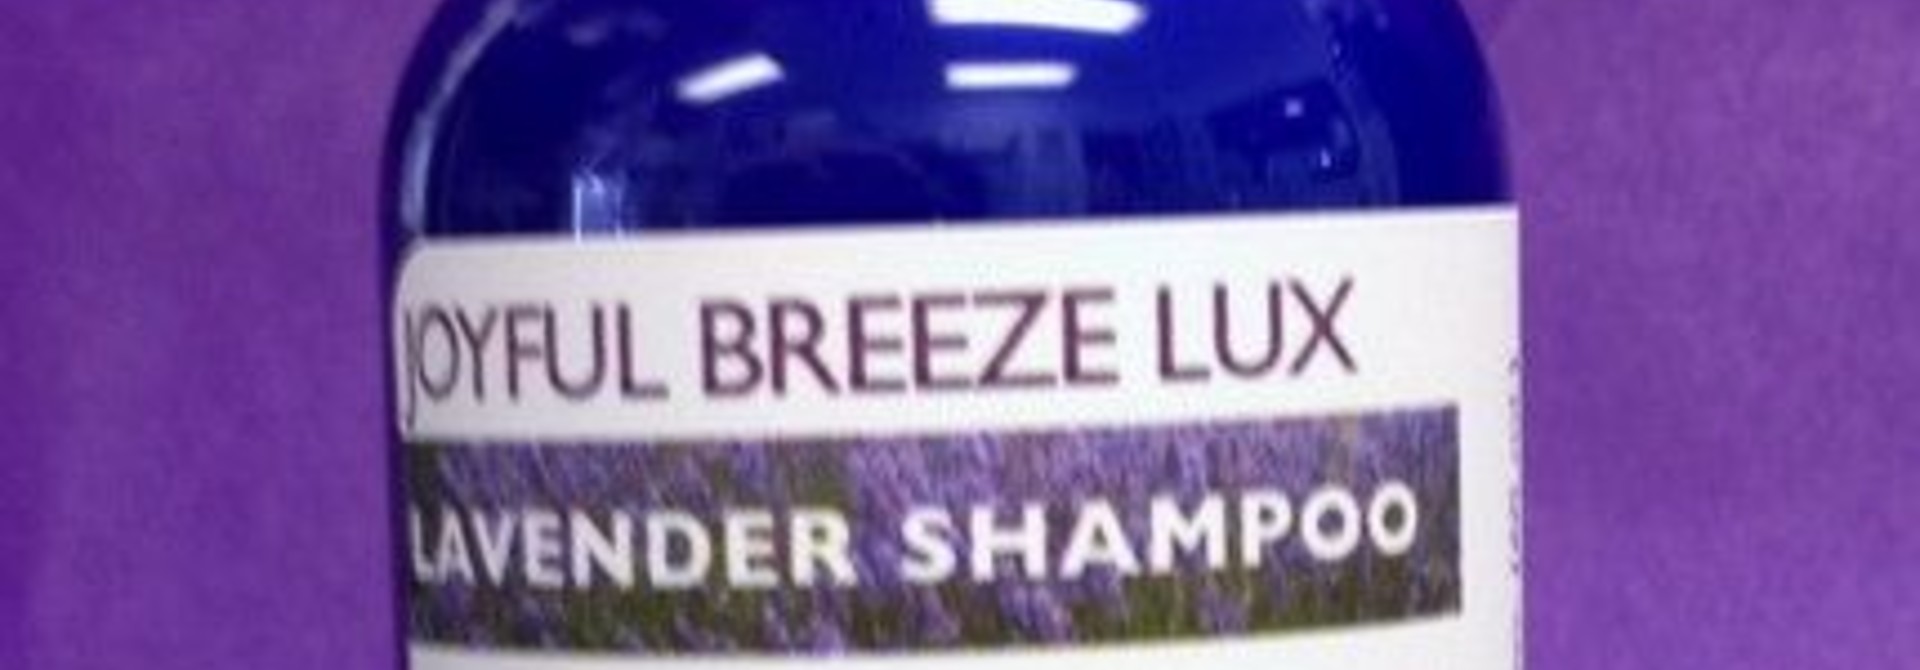 JOYFUL BREEZE LUX
LAVENDER SHAMPOO